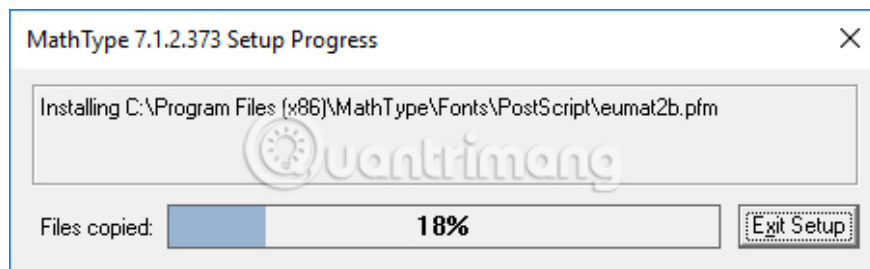 MathType 7.1.2.373 Setup Progress
Installing C:\Program Files (x86)\MathType\Fonts\PostScript\eumat2b.pfm
Quantrimang
Files copied: 18% Exit Setup